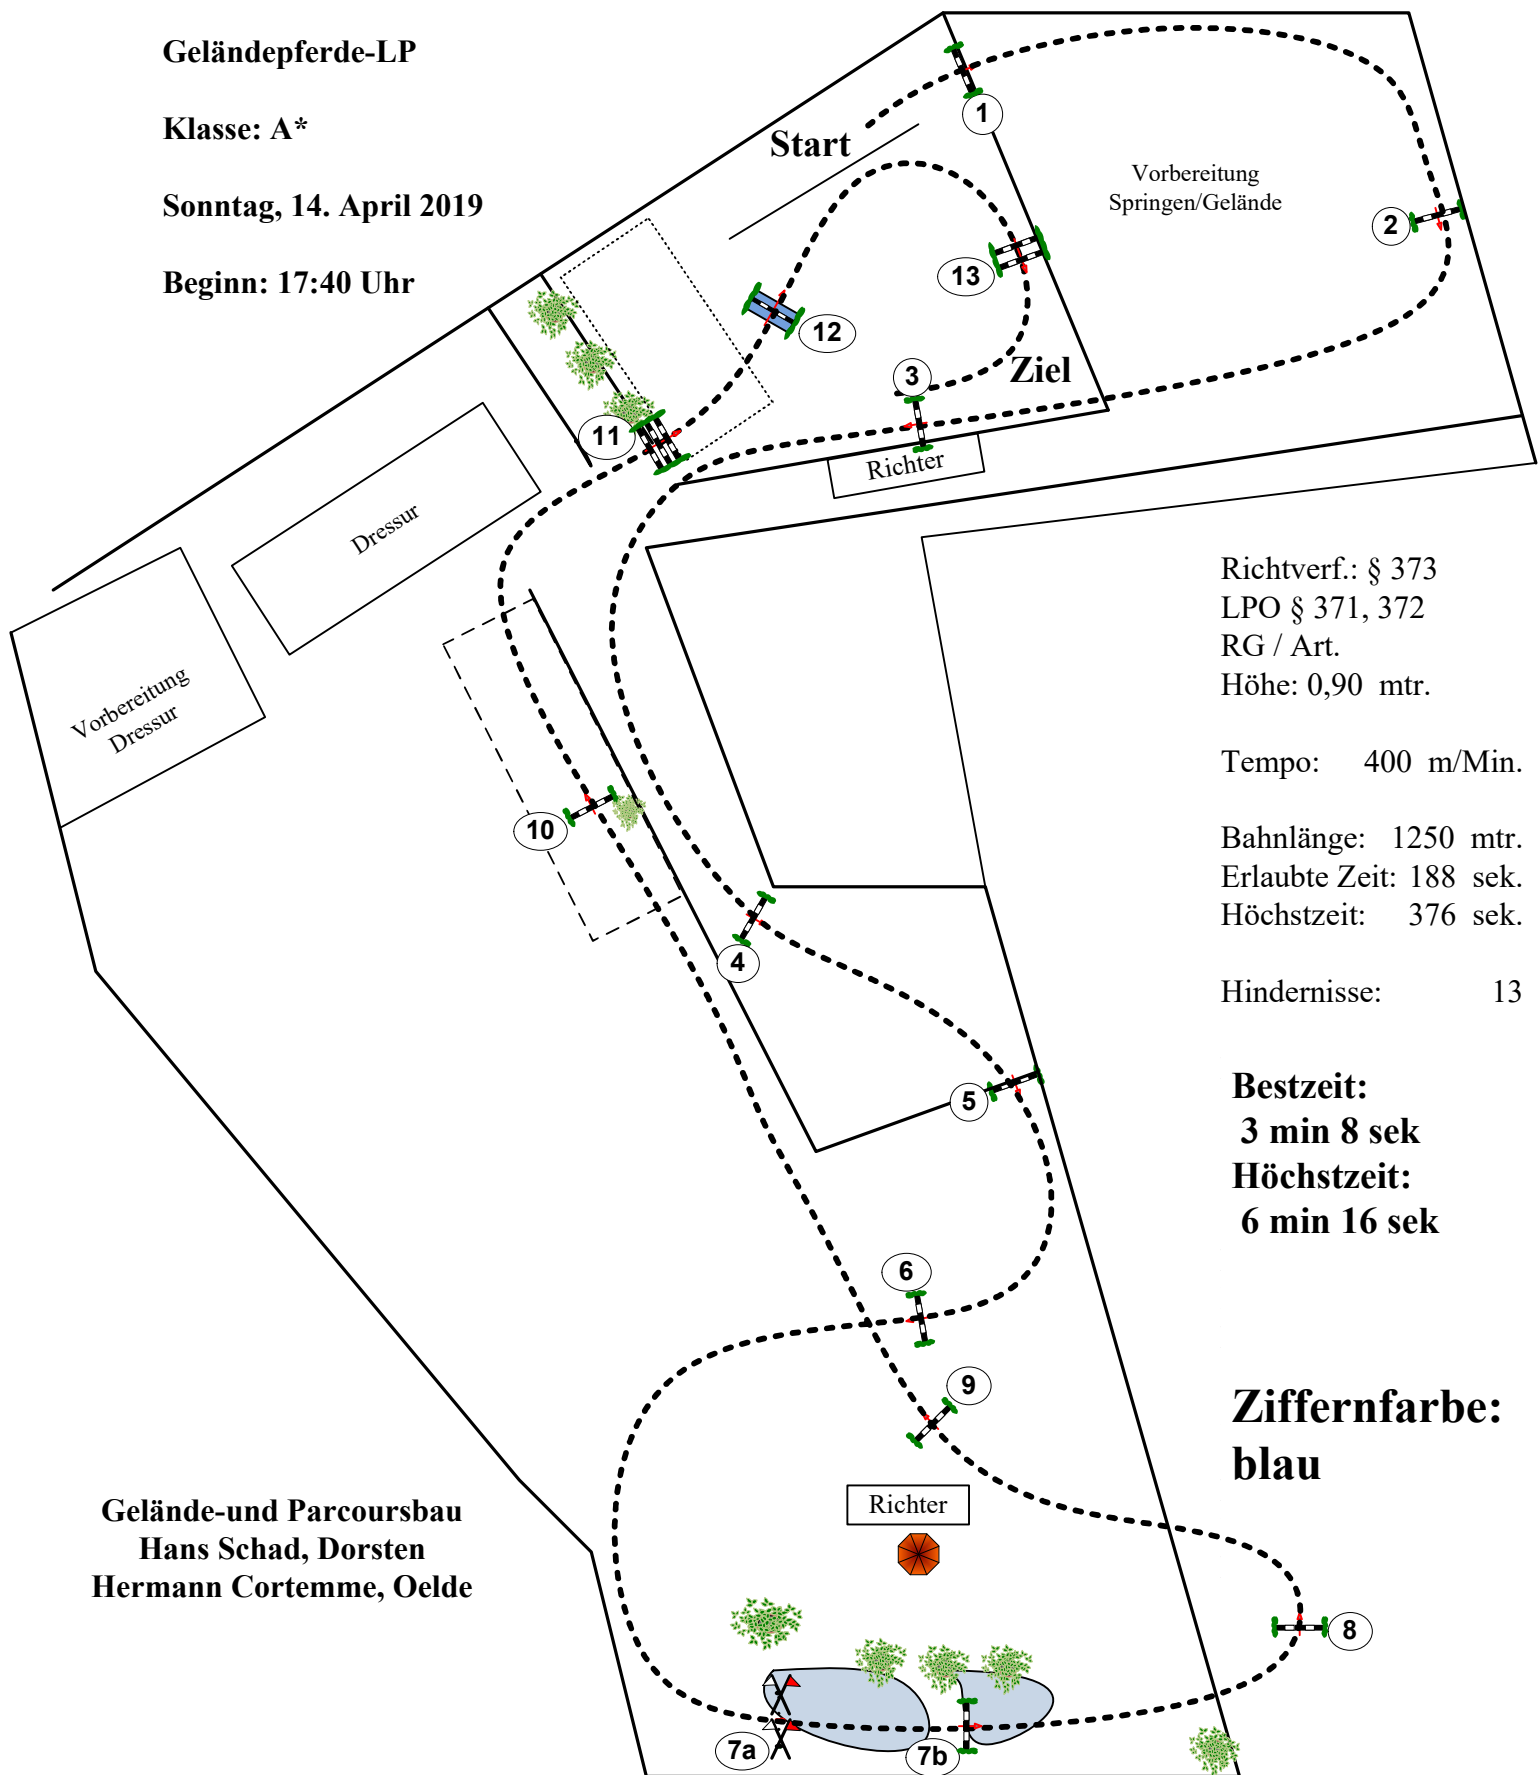 Geländepferde-LP
Klasse: A*
Sonntag, 14. April 2019
Beginn: 17:40 Uhr
Start
1
Vorbereitung
Springen/Gelände
2
13
12
3
Ziel
11
Richter
Dressur
Vorbereitung
Dressur
Richtverf.: § 373
LPO § 371, 372
RG / Art.
Höhe: 0,90 mtr.
Tempo: 400 m/Min.
Bahnlänge: 1250 mtr.
Erlaubte Zeit: 188 sek.
Höchstzeit: 376 sek.
Hindernisse: 13
10
4
5
Bestzeit:
3 min 8 sek
Höchstzeit:
6 min 16 sek
6
9
Ziffernfarbe:
blau
Richter
Gelände-und Parcoursbau
Hans Schad, Dorsten
Hermann Cortemme, Oelde
8
7a
7b